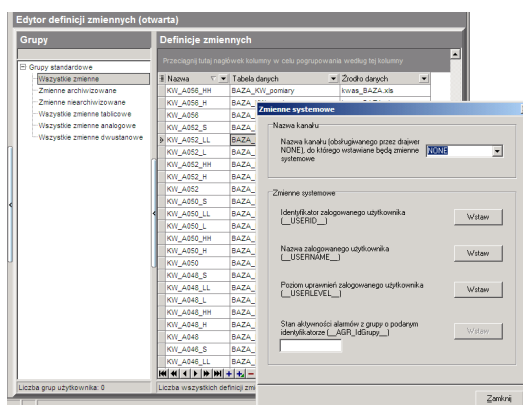 Edytor definicji zmiennych (otwarta)
Grupy
Grupy standardowe
Wszystkie zmienne
Zmienne archiwizowane
Zmienne niearchiwizowane
Wszystkie zmienne tablicowe
Wszystkie zmienne analogowe
Wszystkie zmienne dwustanowe
Liczba grup użytkownika: 0
Definicje zmiennych
Przeciągnij tutaj nagłówek kolumny w celu pogrupowania według tej kolumny
Nazwa Tabela danych Źródło danych
KW_A056_HH BAZA_KW_pomiary kwas_BAZA.xls
KW_A056_H
KW_A056 BAZA_
KW_A052_S BAZA_
KW_A052_LL BAZA_
KW_A052_L BAZA_
KW_A052_HH BAZA_
KW_A052_H BAZA_
KW_A052 BAZA_
KW_A050_S BAZA_
KW_A050_LL BAZA_
KW_A050_L BAZA_
KW_A050_HH BAZA_
KW_A050_H BAZA_
KW_A050 BAZA_
KW_A048_S BAZA_
KW_A048_LL BAZA_
KW_A048_L BAZA_
KW_A048_HH BAZA_
KW_A048_H BAZA_
KW_A048 BAZA_
KW_A046_S BAZA_
KW_A046_LL BAZA_
Liczba wszystkich definicji
Zmienne systemowe
Nazwa kanału
Nazwa kanału (obsługiwanego przez drajwer
NONE), do którego wstawiane będą zmienne
systemowe
NONE
Zmienne systemowe
Identyfikator zalogowanego użytkownika
(__USERID__)
Wstaw
Nazwa zalogowanego użytkownika
(__USERNAME__)
Wstaw
Poziom uprawnień zalogowanego użytkownika
(__USERLEVEL__)
Wstaw
Stan aktywności alarmów z grupy o podanym
identyfikatorze (__AGR_IdGrupy__)
Wstaw
Zamknij